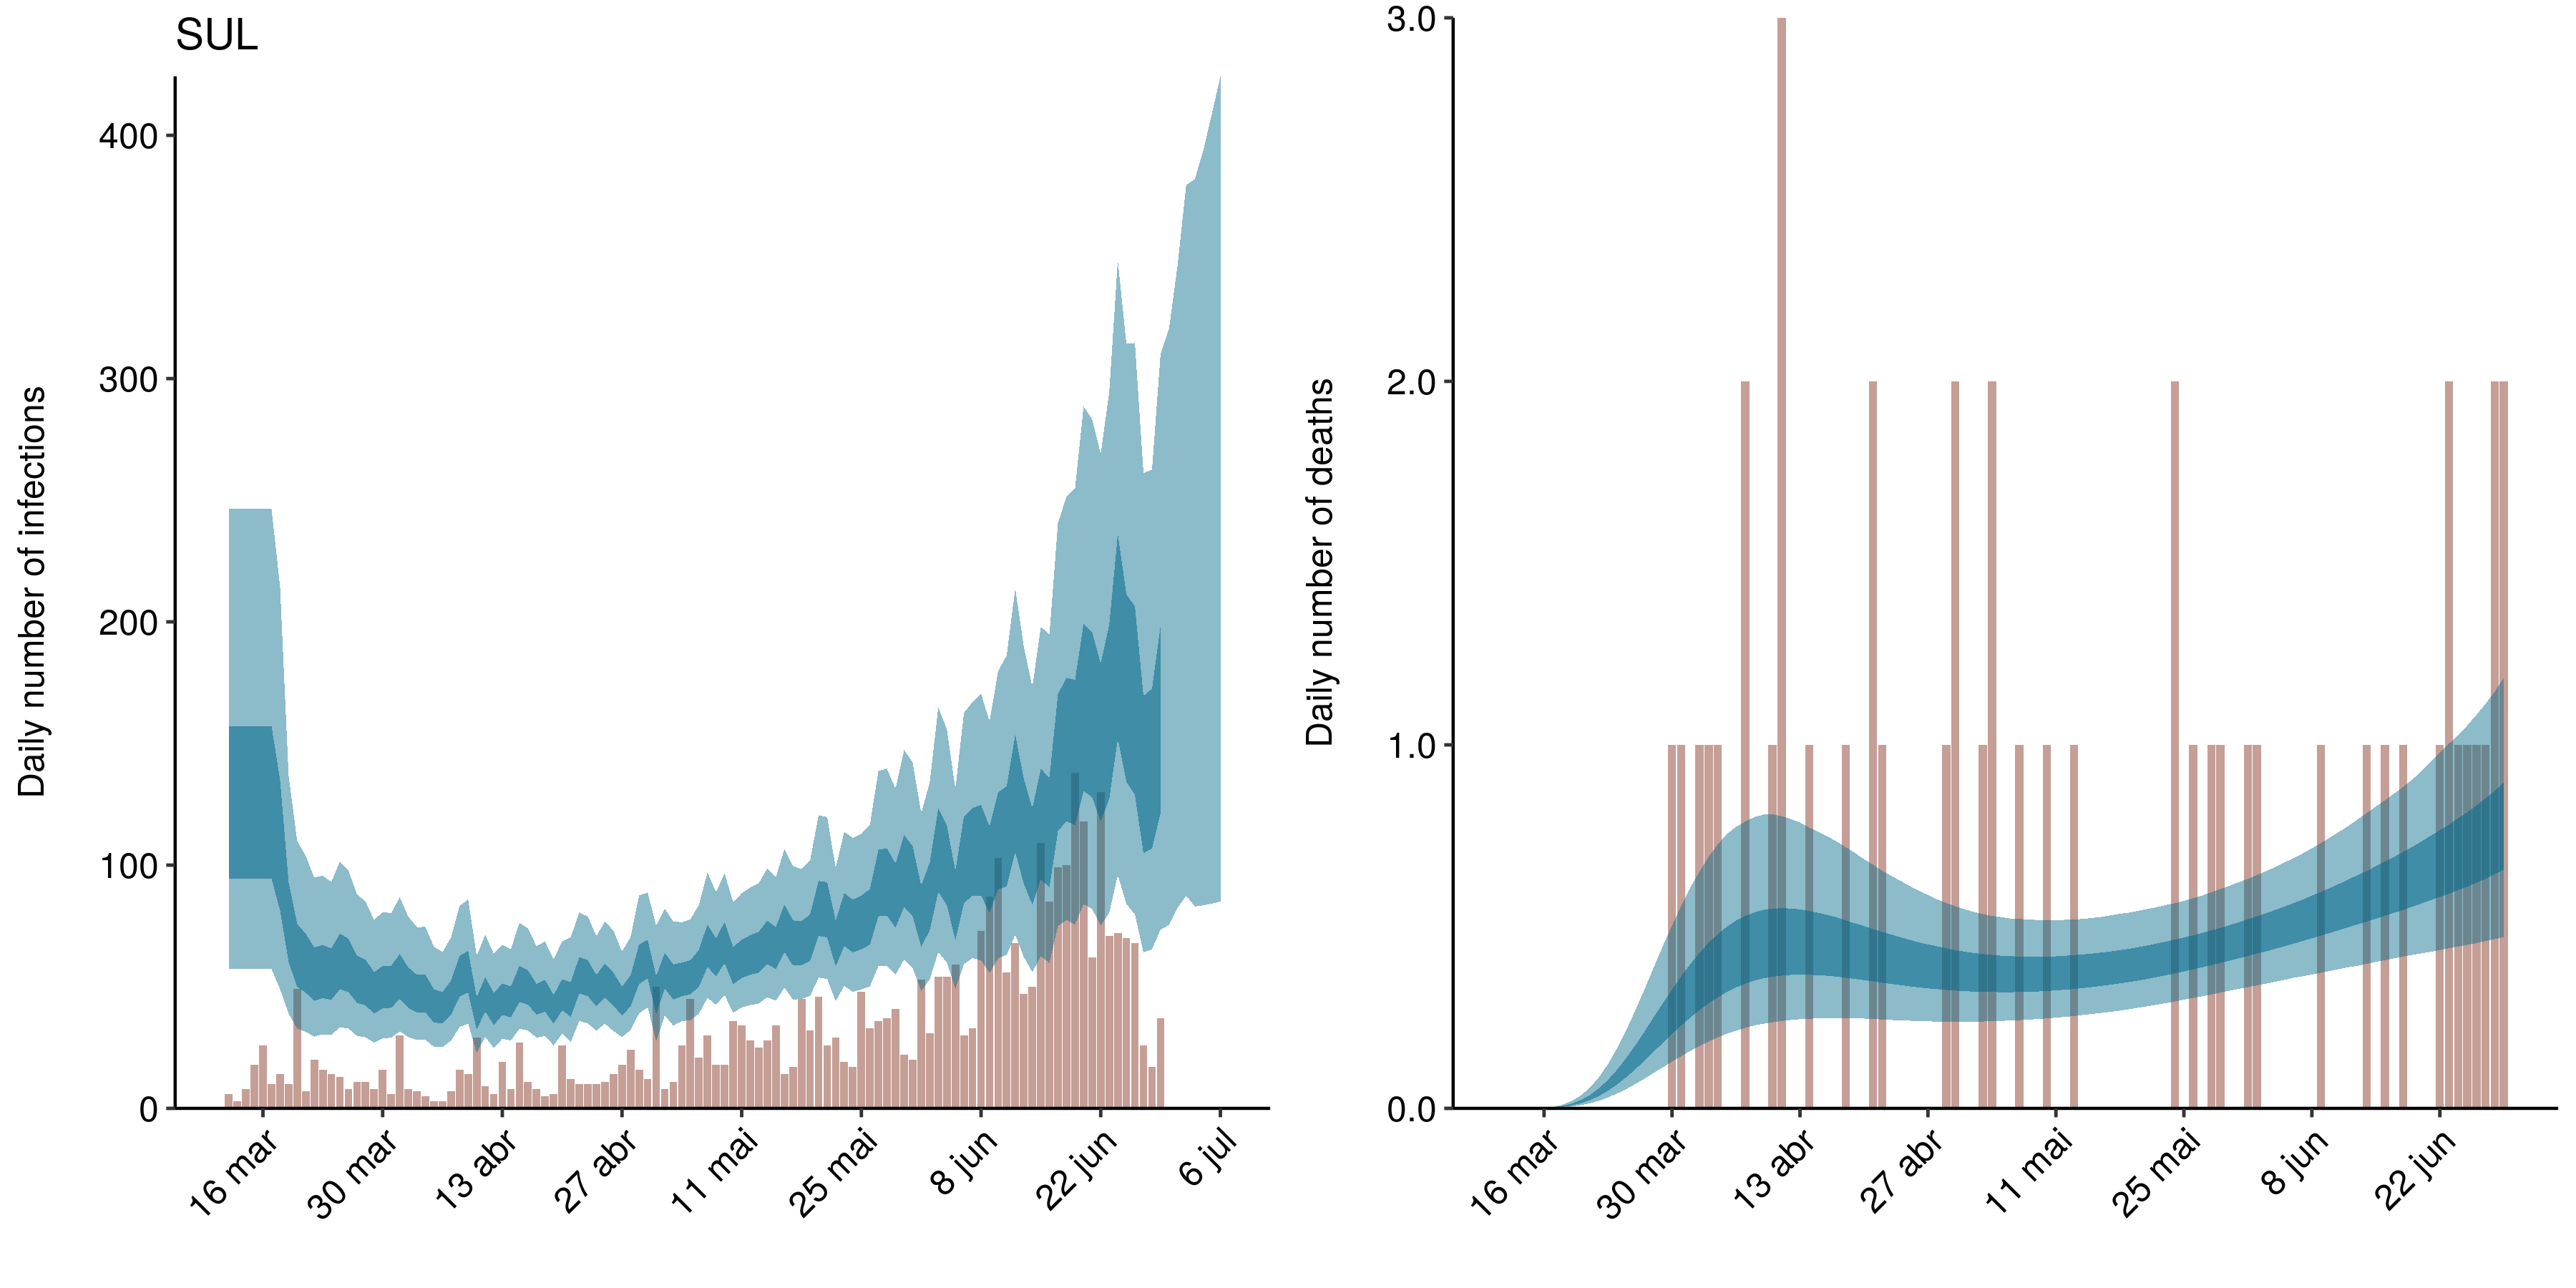 SUL
Daily number of infections
400
300
200
100
0
16 mar
30 mar
13 abr
27 abr
11 mai
25 mai
8 jun
22 jun
6 jul
Daily number of deaths
3.0
2.0
1.0
0.0
16 mar
30 mar
13 abr
27 abr
11 mai
25 mai
8 jun
22 jun